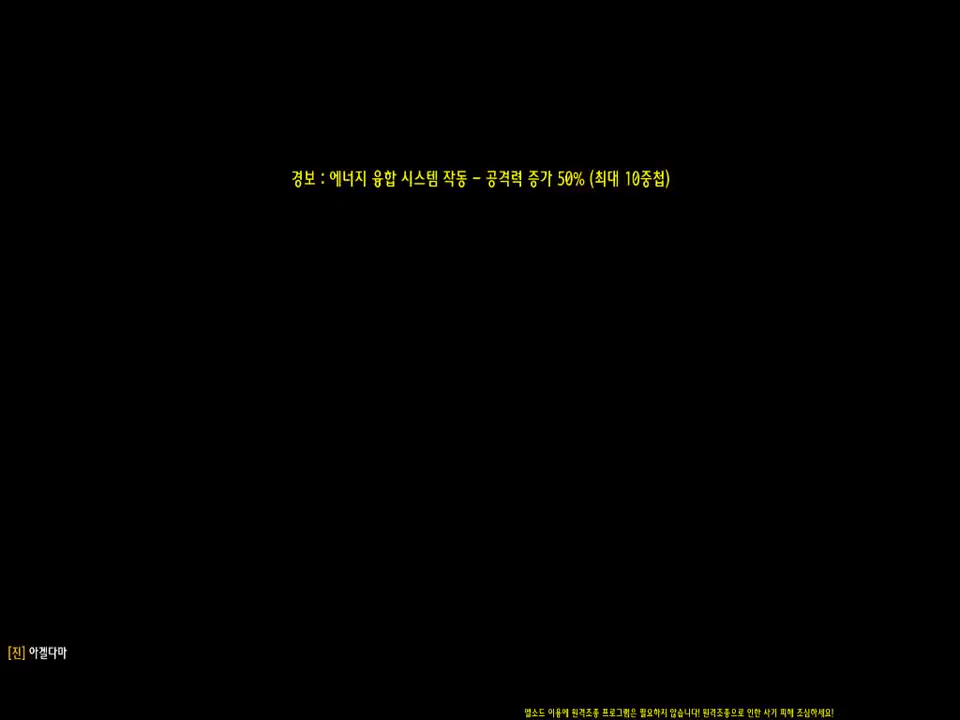 경보 : 에너지 융합 시스템 작동 - 공격력 증가 50% (최대 10중첩)
[진] 아겔다마
엘소드 이용에 원격조종 프로그램은 필요하지 않습니다! 원격조종으로 인한 사기 피해 조심하세요!